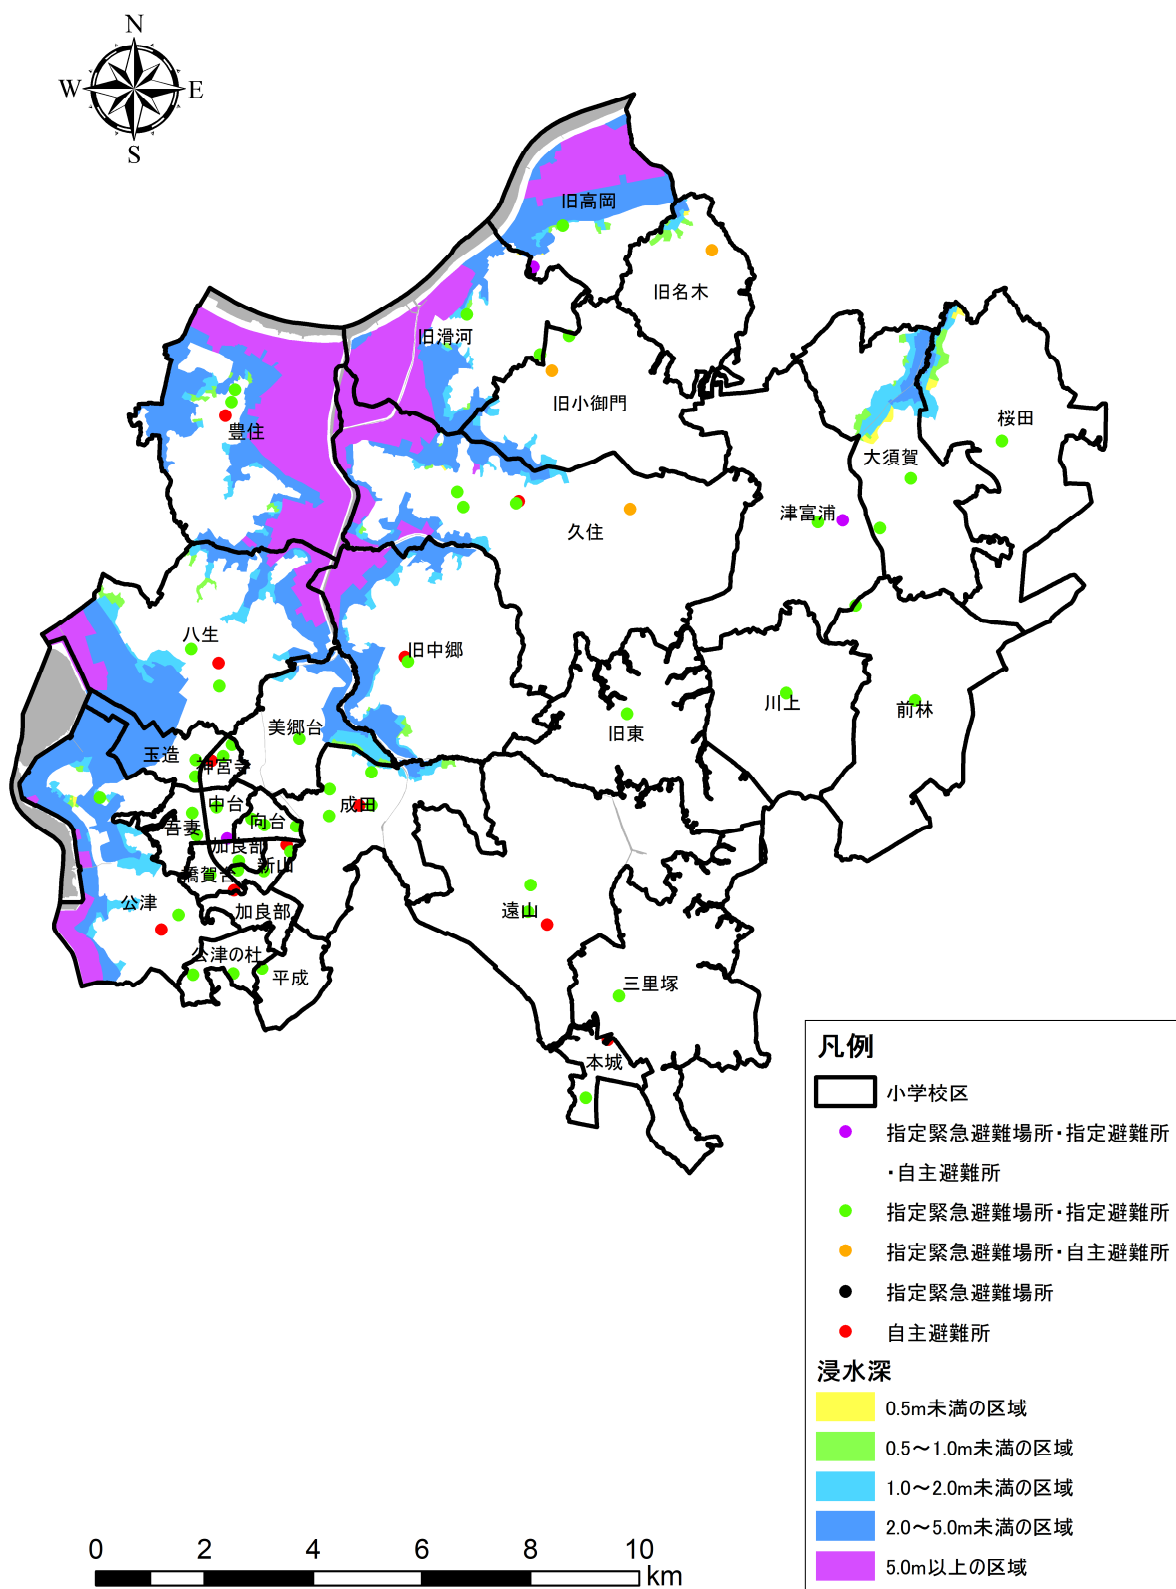 N
W E
S
旧高岡
旧名木
旧滑河
旧小御門
豊住
桜田
大須賀
津富浦
久住
八生
旧中郷
川上
前林
旧東
美郷台
玉造
神宮寺
中台
成田
向台
吾妻
加良部
新山
橋賀台
公津
加良部
遠山
公津の杜
平成
三里塚
本城
凡例
小学校区
指定緊急避難場所・指定避難所
・自主避難所
指定緊急避難場所・指定避難所
指定緊急避難場所・自主避難所
指定緊急避難場所
自主避難所
浸水深
0.5m未満の区域
0.5～1.0m未満の区域
1.0～2.0m未満の区域
2.0～5.0m未満の区域
5.0m以上の区域
0 2 4 6 8 10
km